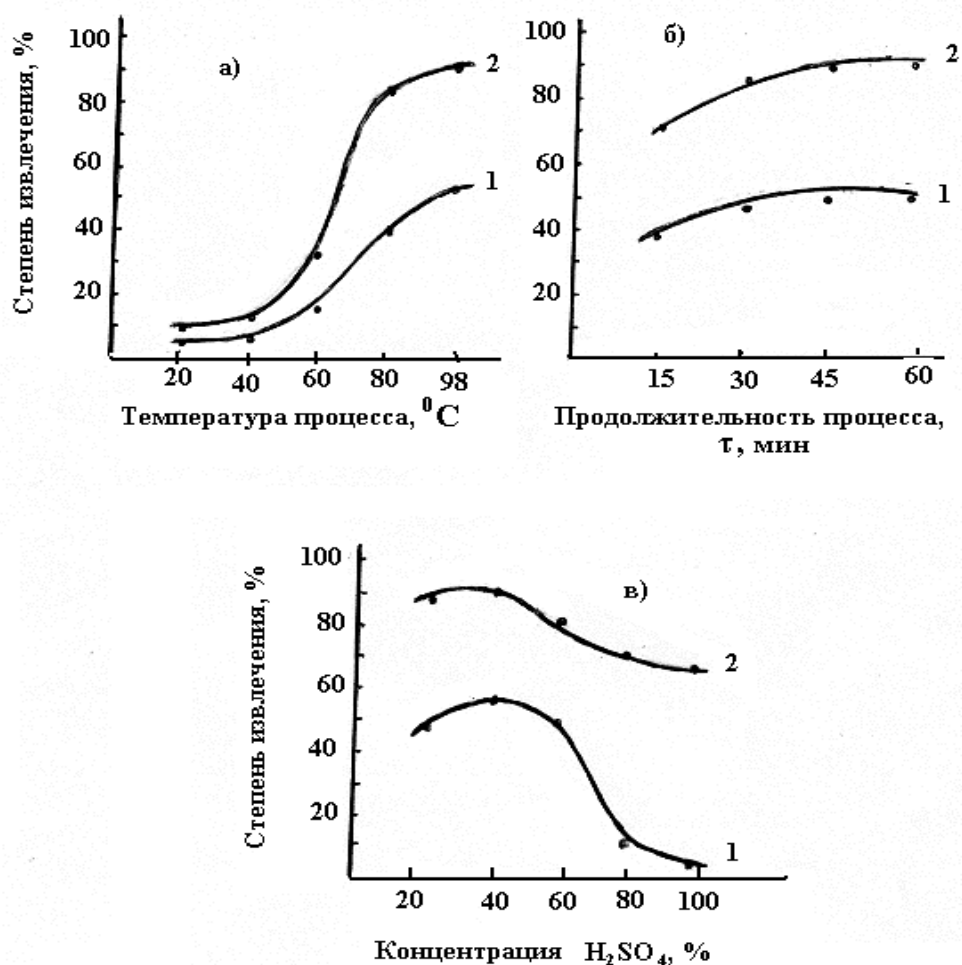 Степень извлечения, %
100
80
60
40
20
а)
2
1
20 40 60 80 98
Температура процесса, ⁰C
б)
100
80
60
40
20
2
1
15 30 45 60
Продолжительность процесса,
τ, мин
Степень извлечения, %
100
80
60
40
20
в)
2
1
20 40 60 80 100
Концентрация H₂SO₄, %